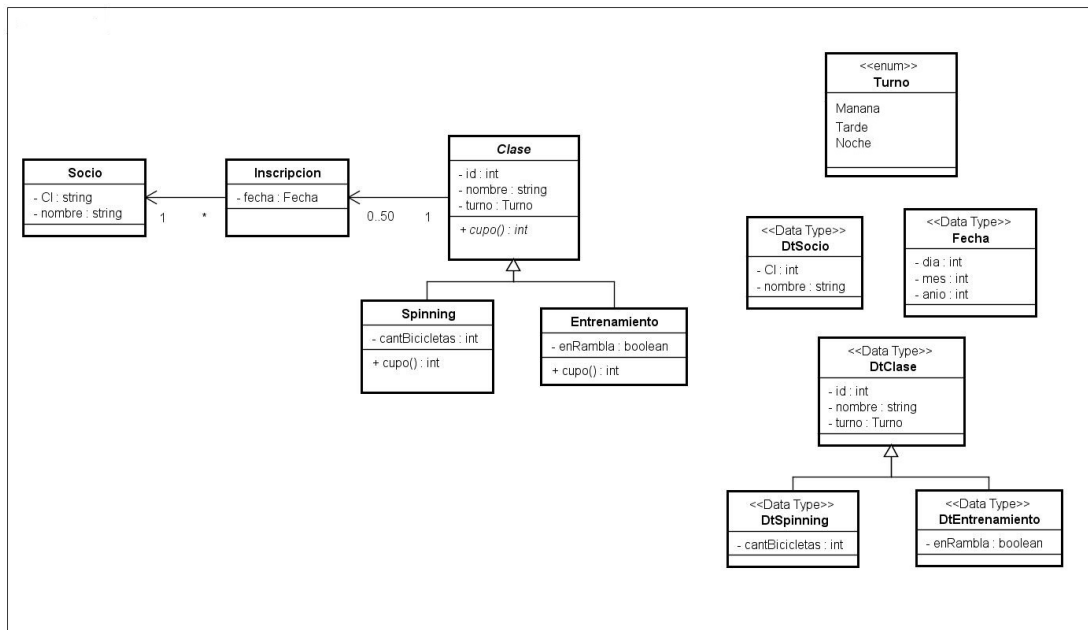 <<enum>>
Turno
Manana
Tarde
Noche
Socio
- CI : string
- nombre : string
1
*
Inscripcion
- fecha : Fecha
0..50
1
Clase
- id : int
- nombre : string
- turno : Turno
+ cupo() : int
Spinning
- cantBicicletas : int
+ cupo() : int
Entrenamiento
- enRambla : boolean
+ cupo() : int
<<Data Type>>
DtSocio
- CI : int
- nombre : string
<<Data Type>>
Fecha
- dia : int
- mes : int
- anio : int
<<Data Type>>
DtClase
- id : int
- nombre : string
- turno : Turno
<<Data Type>>
DtSpinning
- cantBicicletas : int
<<Data Type>>
DtEntrenamiento
- enRambla : boolean